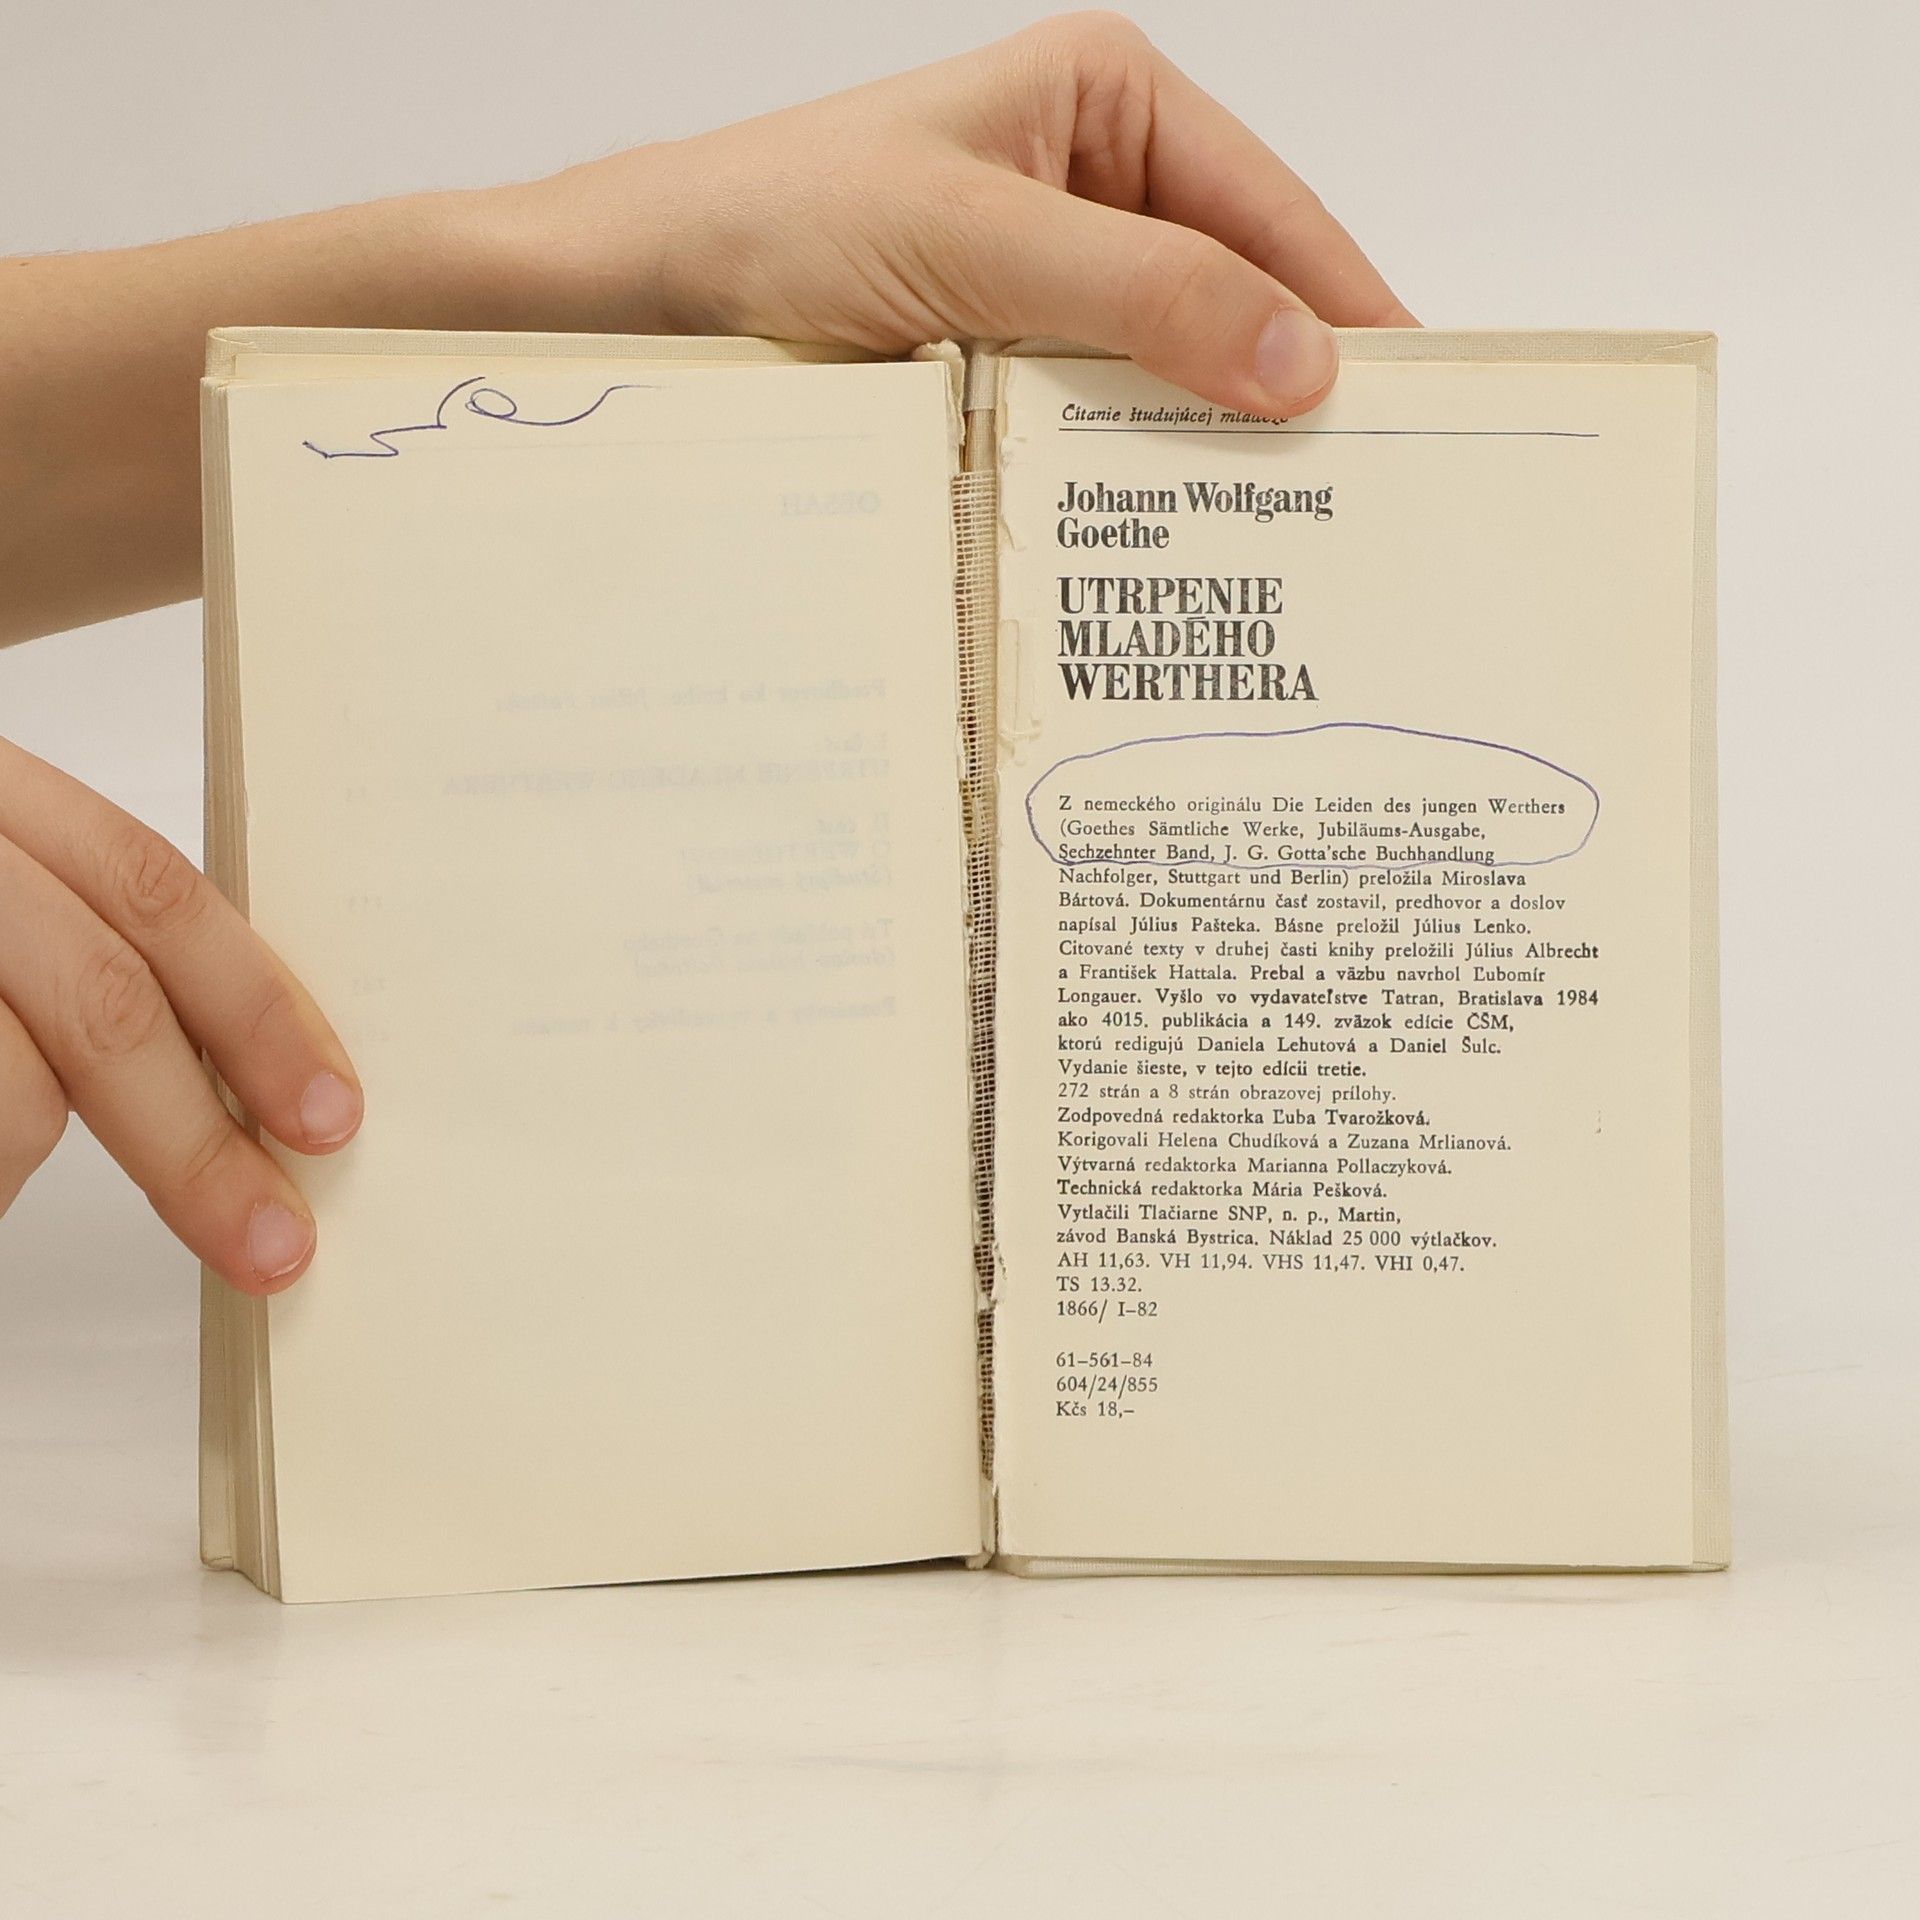 Čítanie študujúcej
Johann Wolfgang
Goethe
UTRPENIE
MLADÉHO
WERTHERA
Z nemeckého originálu Die Leiden des jungen Werthers
(Goethes Sämtliche Werke, Jubiläums-Ausgabe,
Sechzehnter Band, J. G. Gotta'sche Buchhandlung
Nachfolger, Stuttgart und Berlin) preložila Miroslava
Bártová. Dokumentárnu časť zostavil, predhovor a doslov
napísal Július Pašteka. Básne preložil Július Lenko.
Citované texty v druhej časti knihy preložili Július Albrecht
a František Hattala. Prebal a väzbu navrhol Ľubomír
Longauer. Vyšlo vo vydavateľstve Tatran, Bratislava 1984
ako 4015. publikácia a 149. zväzok edície ČŠM,
ktorú redigujú Daniela Lehutová a Daniel Šulc.
Vydanie šieste, v tejto edícii tretie.
272 strán a 8 strán obrazovej prílohy.
Zodpovedná redaktorka Ľuba Tvarožková.
Korigovali Helena Chudíková a Zuzana Mrlianová.
Výtvarná redaktorka Marianna Pollaczyková.
Technická redaktorka Mária Pešková.
Vytlačili Tlačiarne SNP, n. p., Martin,
závod Banská Bystrica. Náklad 25 000 výtlačkov.
AH 11,63. VH 11,94. VHS 11,47. VHI 0,47.
TS 13.32.
1866/ I-82
61-561-84
604/24/855
Kčs 18,-